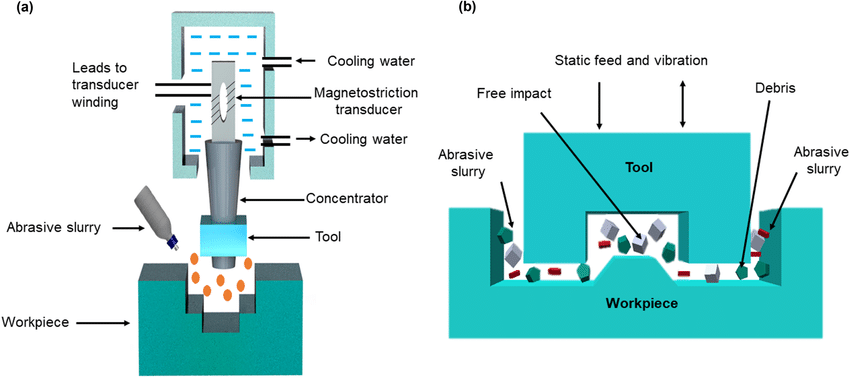 (a)
Cooling water
Leads to
transducer
winding
Magnetostriction
transducer
Cooling water
Concentrator
Abrasive slurry
Tool
Workpiece
(b)
Static feed and vibration
Free impact
Debris
Abrasive
slurry
Tool
Abrasive
slurry
Workpiece